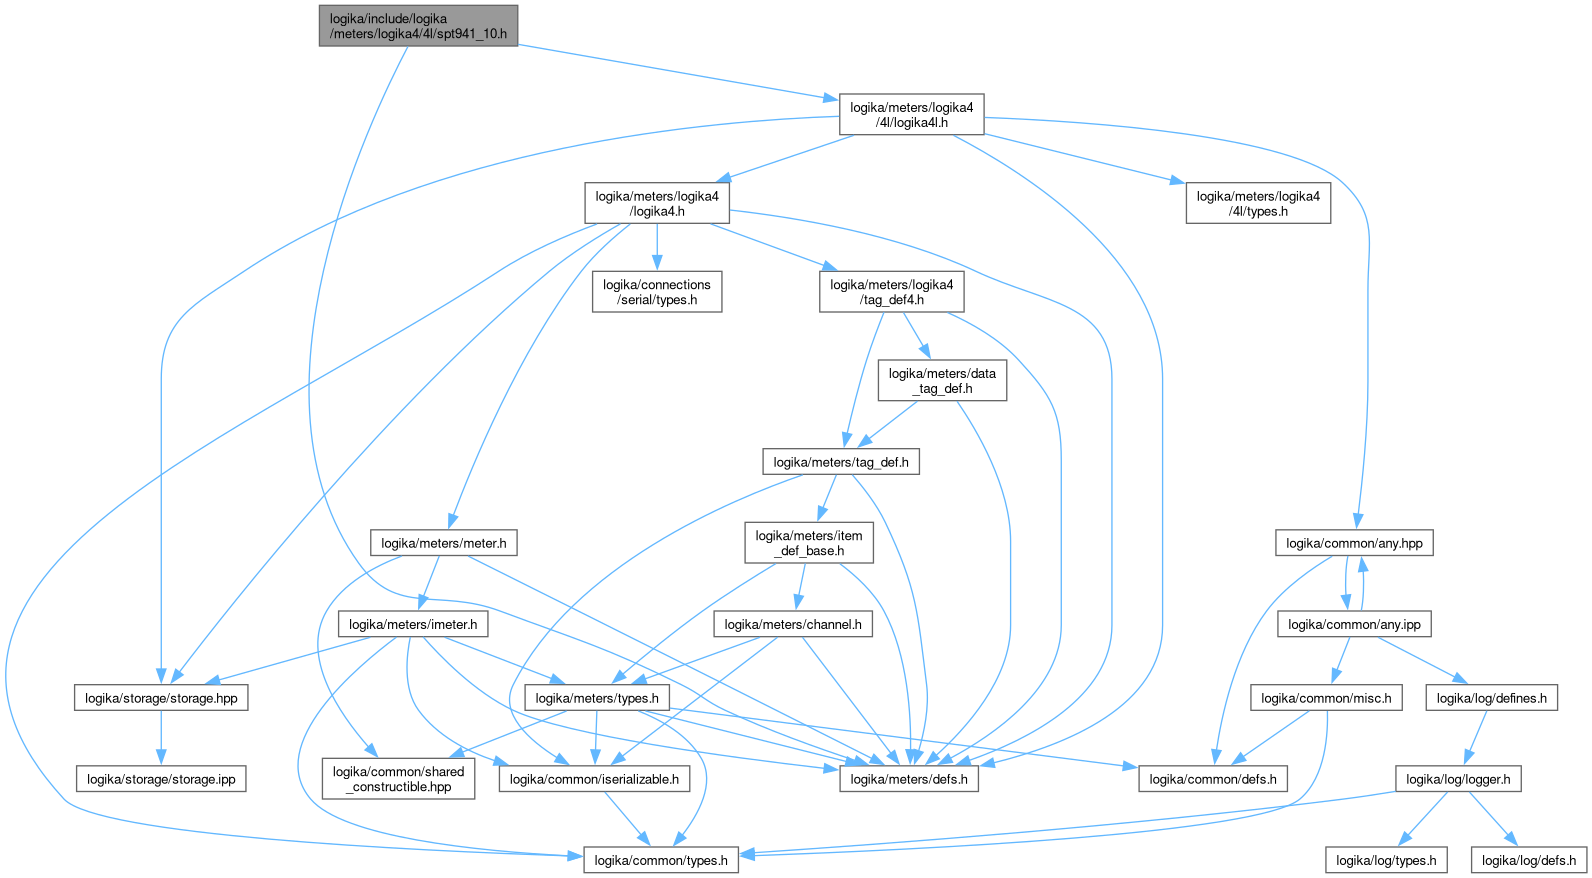 logika/include/logika
/meters/logika4/4l/spt941_10.h
logika/meters/logika4
/4l/logika4l.h
logika/meters/logika4
/logika4.h
logika/meters/logika4
/4l/types.h
logika/connections
/serial/types.h
logika/meters/logika4
/tag_def4.h
logika/meters/data
_tag_def.h
logika/meters/tag_def.h
logika/meters/meter.h
logika/meters/item
_def_base.h
logika/common/any.hpp
logika/meters/imeter.h
logika/meters/channel.h
logika/common/any.ipp
logika/storage/storage.hpp
logika/meters/types.h
logika/common/misc.h
logika/log/defines.h
logika/storage/storage.ipp
logika/common/shared
_constructible.hpp
logika/common/iserializable.h
logika/meters/defs.h
logika/common/defs.h
logika/log/logger.h
logika/common/types.h
logika/log/types.h
logika/log/defs.h